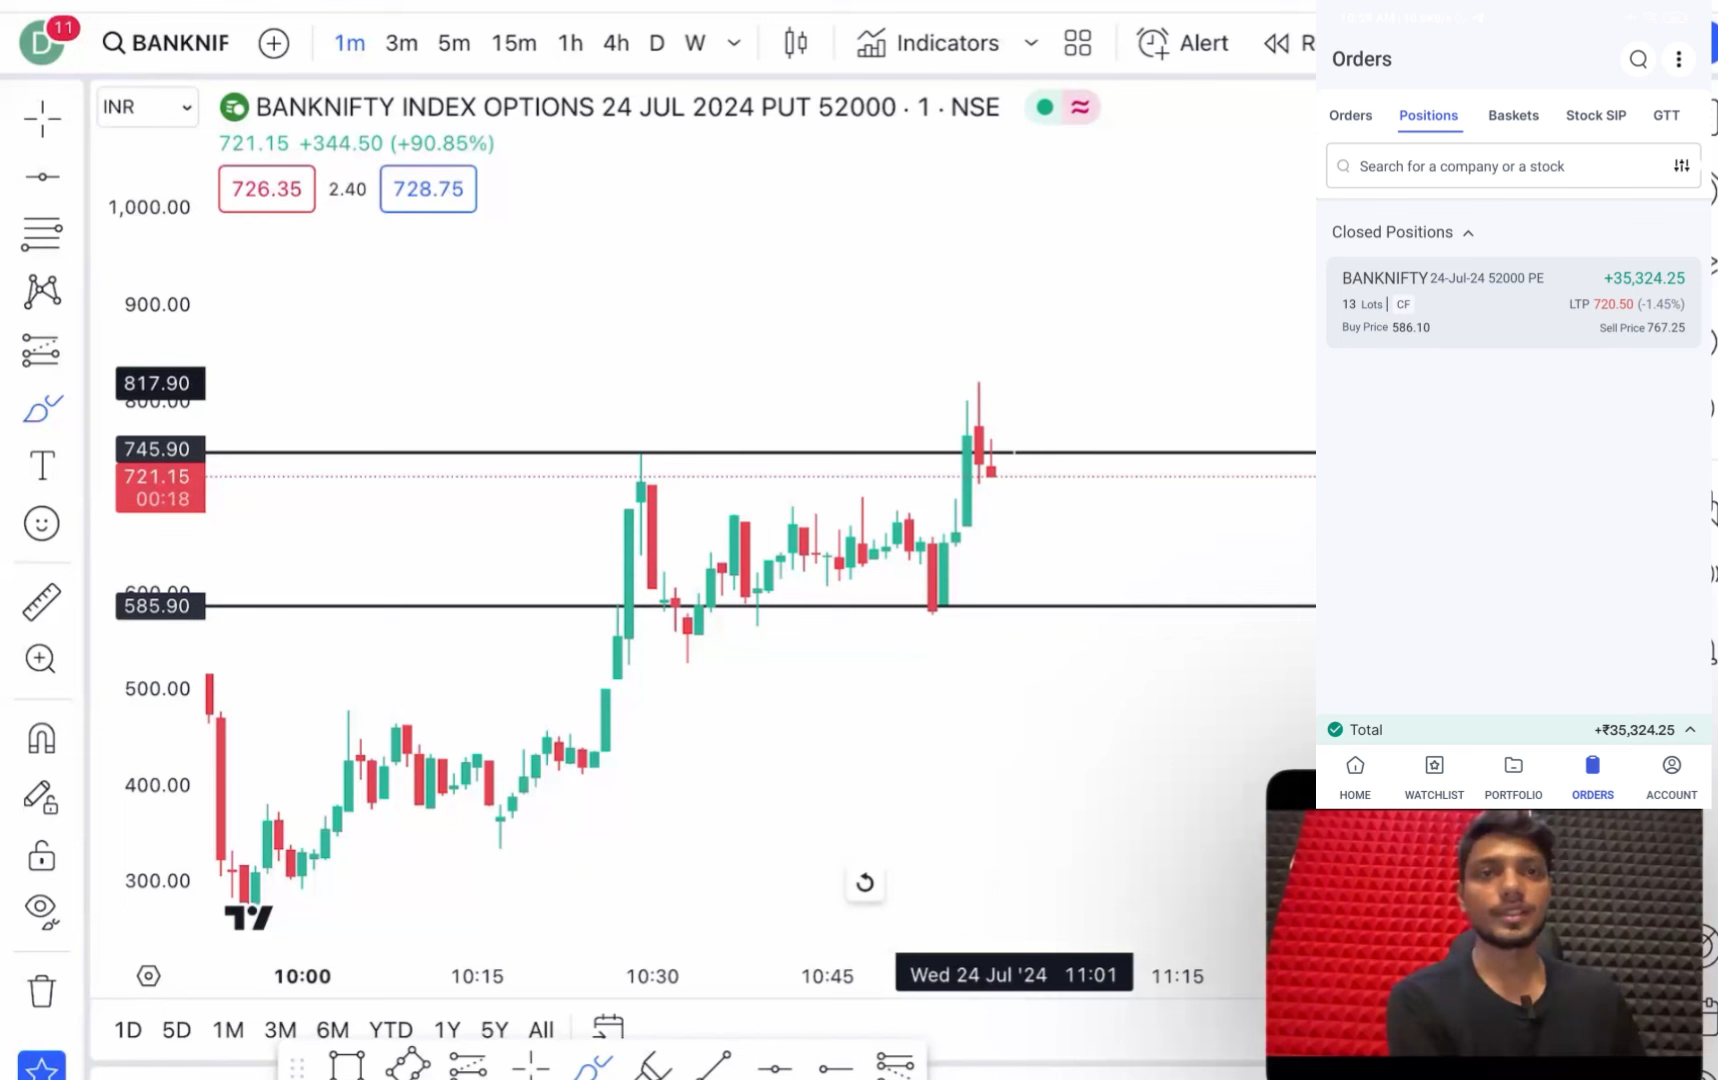 D 11 BANKNIF 1m 3m 5m 15m 1h 4h D W Indicators Alert R
INR BANKNIFTY INDEX OPTIONS 24 JUL 2024 PUT 52000 · 1 · NSE
721.15 +344.50 (+90.85%)
726.35 2.40 728.75
1,000.00
900.00
817.90
800.00
745.90
721.15
00:18
600.00
585.90
500.00
400.00
300.00
10:00 10:15 10:30 10:45 Wed 24 Jul '24 11:01 11:15
1D 5D 1M 3M 6M YTD 1Y 5Y All
Orders
Orders Positions Baskets Stock SIP GTT
Search for a company or a stock
Closed Positions
BANKNIFTY 24-Jul-24 52000 PE +35,324.25
13 Lots | CF LTP 720.50 (-1.45%)
Buy Price 586.10 Sell Price 767.25
Total +₹35,324.25
HOME WATCHLIST PORTFOLIO ORDERS ACCOUNT